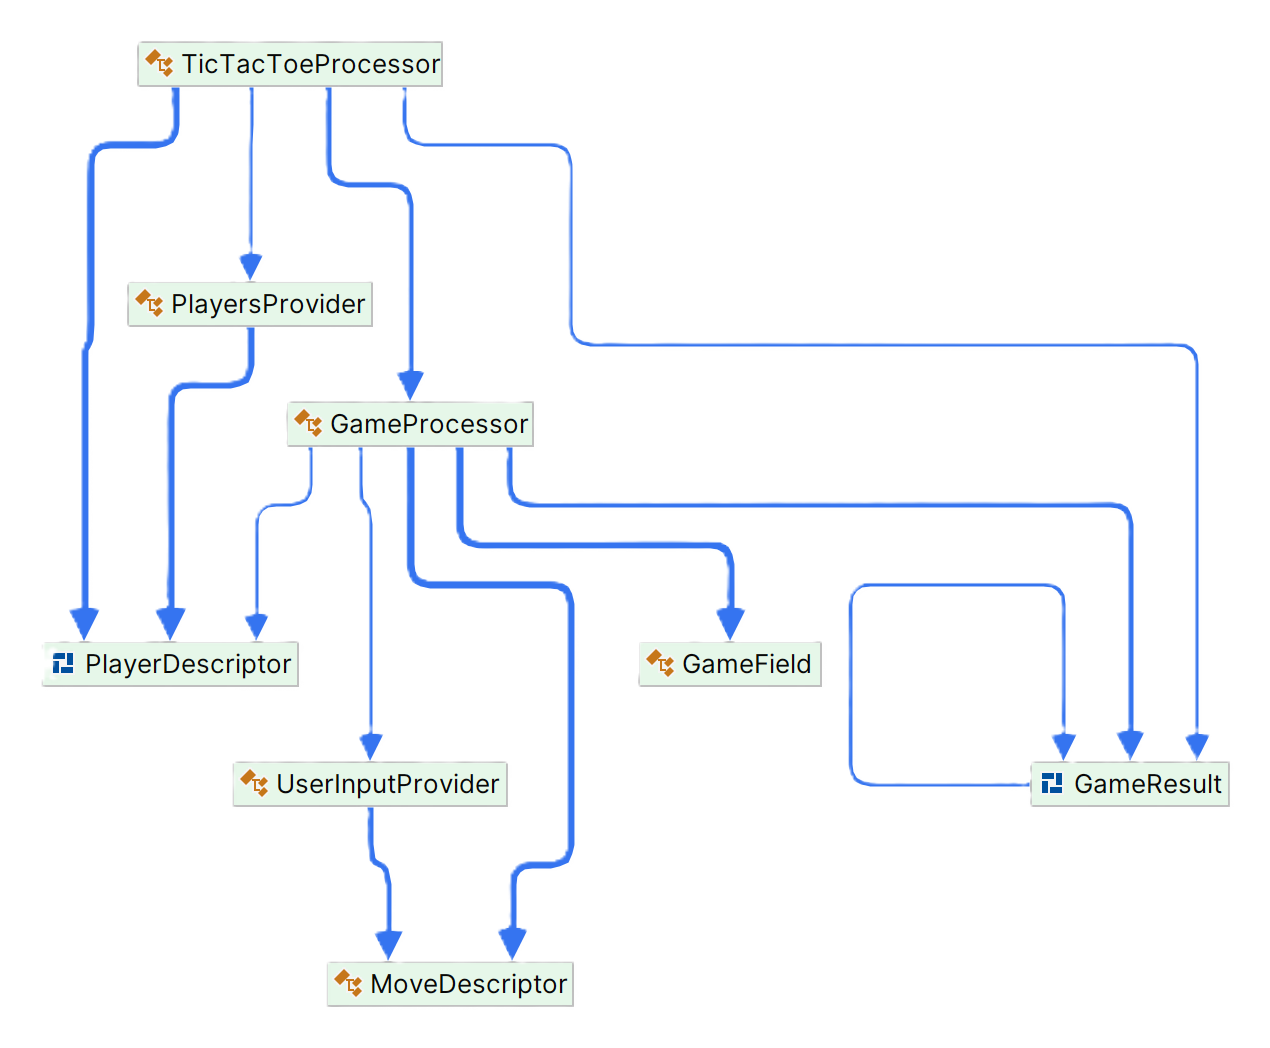 TicTacToeProcessor
PlayersProvider
GameProcessor
PlayerDescriptor
GameField
UserInputProvider
GameResult
MoveDescriptor